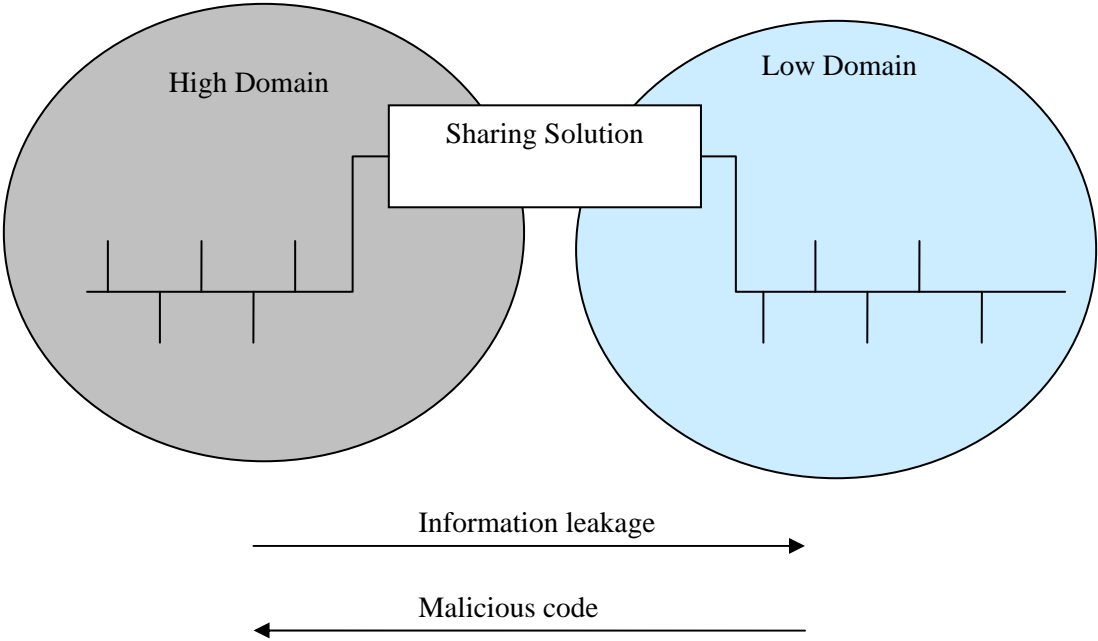 High Domain
Low Domain
Sharing Solution
Information leakage
Malicious code